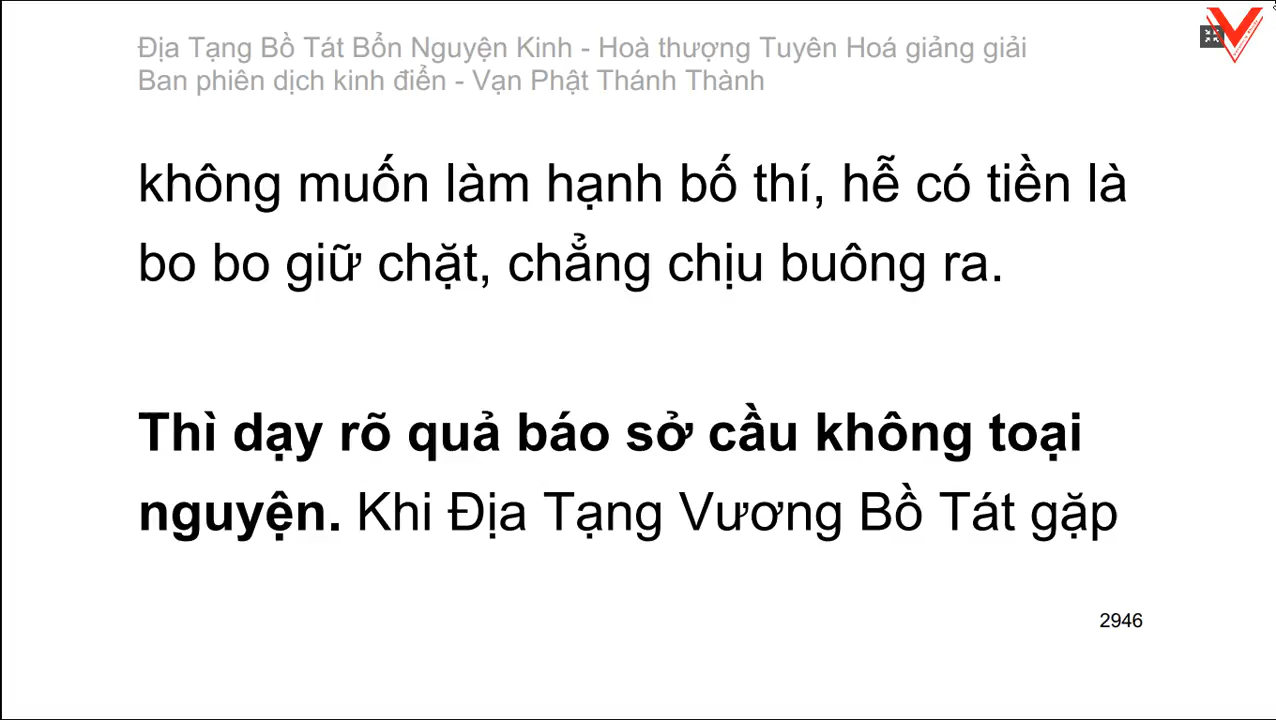 Địa Tạng Bồ Tát Bổn Nguyện Kinh - Hoà thượng Tuyên Hoá giảng giải
Ban phiên dịch kinh điển - Vạn Phật Thánh Thành
không muốn làm hạnh bố thí, hễ có tiền là
bo bo giữ chặt, chẳng chịu buông ra.
Thì dạy rõ quả báo sở cầu không toại
nguyện. Khi Địa Tạng Vương Bồ Tát gặp
2946